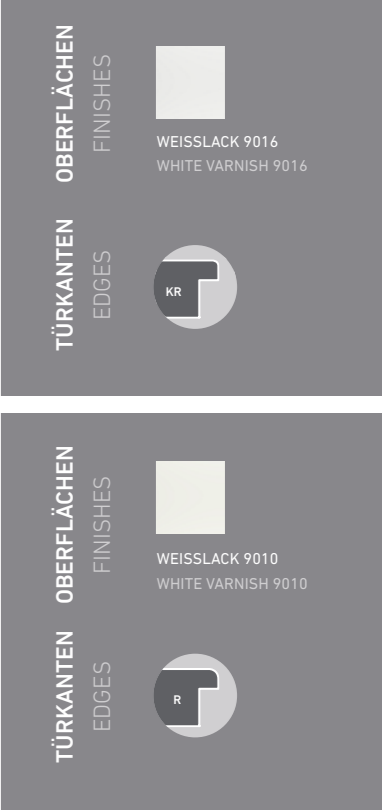 OBERFLÄCHEN
FINISHES
WEISSLACK 9016
WHITE VARNISH 9016
TÜRKANTEN
EDGES
KR
OBERFLÄCHEN
FINISHES
WEISSLACK 9010
WHITE VARNISH 9010
TÜRKANTEN
EDGES
R